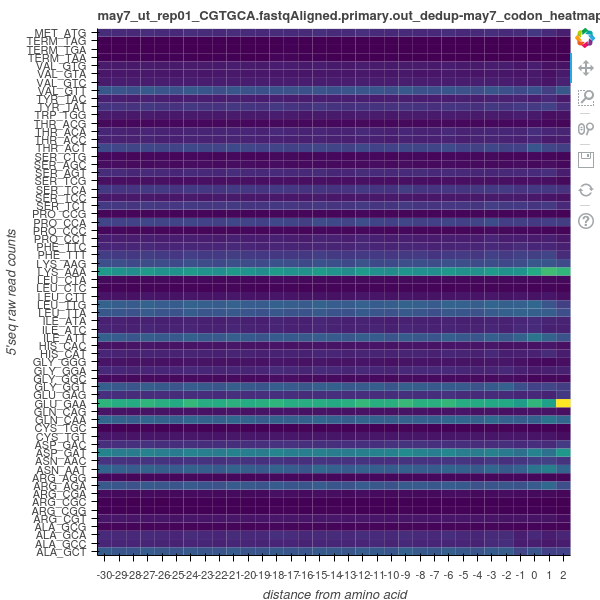 may7_ut_rep01_CGTGCA.fastqAligned.primary.out_dedup-may7_codon_heatmap
MET_ATG
TERM_TAG
TERM_TGA
TERM_TAA
VAL_GTG
VAL_GTA
VAL_GTC
VAL_GTT
TYR_TAC
TYR_TAT
TRP_TGG
THR_ACG
THR_ACA
THR_ACC
THR_ACT
SER_CTG
SER_AGC
SER_AGT
SER_TCG
SER_TCA
SER_TCC
SER_TCT
PRO_CCG
PRO_CCA
PRO_CCC
PRO_CCT
PHE_TTC
PHE_TTT
LYS_AAG
LYS_AAA
LEU_CTA
LEU_CTC
LEU_CTT
LEU_TTG
LEU_TTA
ILE_ATA
ILE_ATC
ILE_ATT
HIS_CAC
HIS_CAT
GLY_GGG
GLY_GGA
GLY_GGC
GLY_GGT
GLU_GAG
GLU_GAA
GLN_CAG
GLN_CAA
CYS_TGC
CYS_TGT
ASP_GAC
ASP_GAT
ASN_AAC
ASN_AAT
ARG_AGG
ARG_AGA
ARG_CGA
ARG_CGC
ARG_CGG
ARG_CGT
ALA_GCG
ALA_GCA
ALA_GCC
ALA_GCT
5'seq raw read counts
-30-29-28-27-26-25-24-23-22-21-20-19-18-17-16-15-14-13-12-11-10-9 -8 -7 -6 -5 -4 -3 -2 -1 0 1 2
distance from amino acid